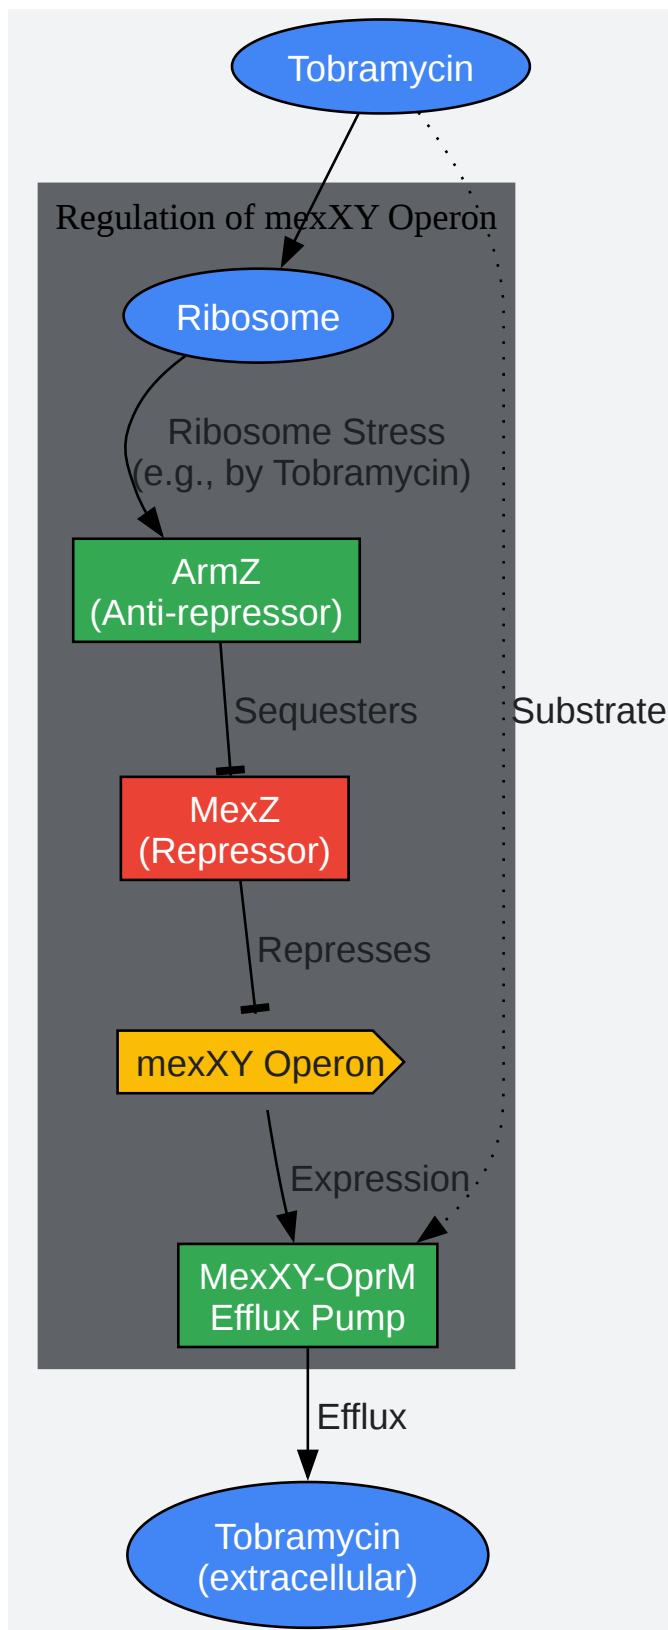 Tobramycin
Regulation of mexXY Operon
Ribosome
Ribosome Stress
(e.g., by Tobramycin)
ArmZ
(Anti-repressor)
Sequesters
Substrate
MexZ
(Repressor)
Represses
mexXY Operon
Expression
MexXY-OprM
Efflux Pump
Efflux
Tobramycin
(extracellular)